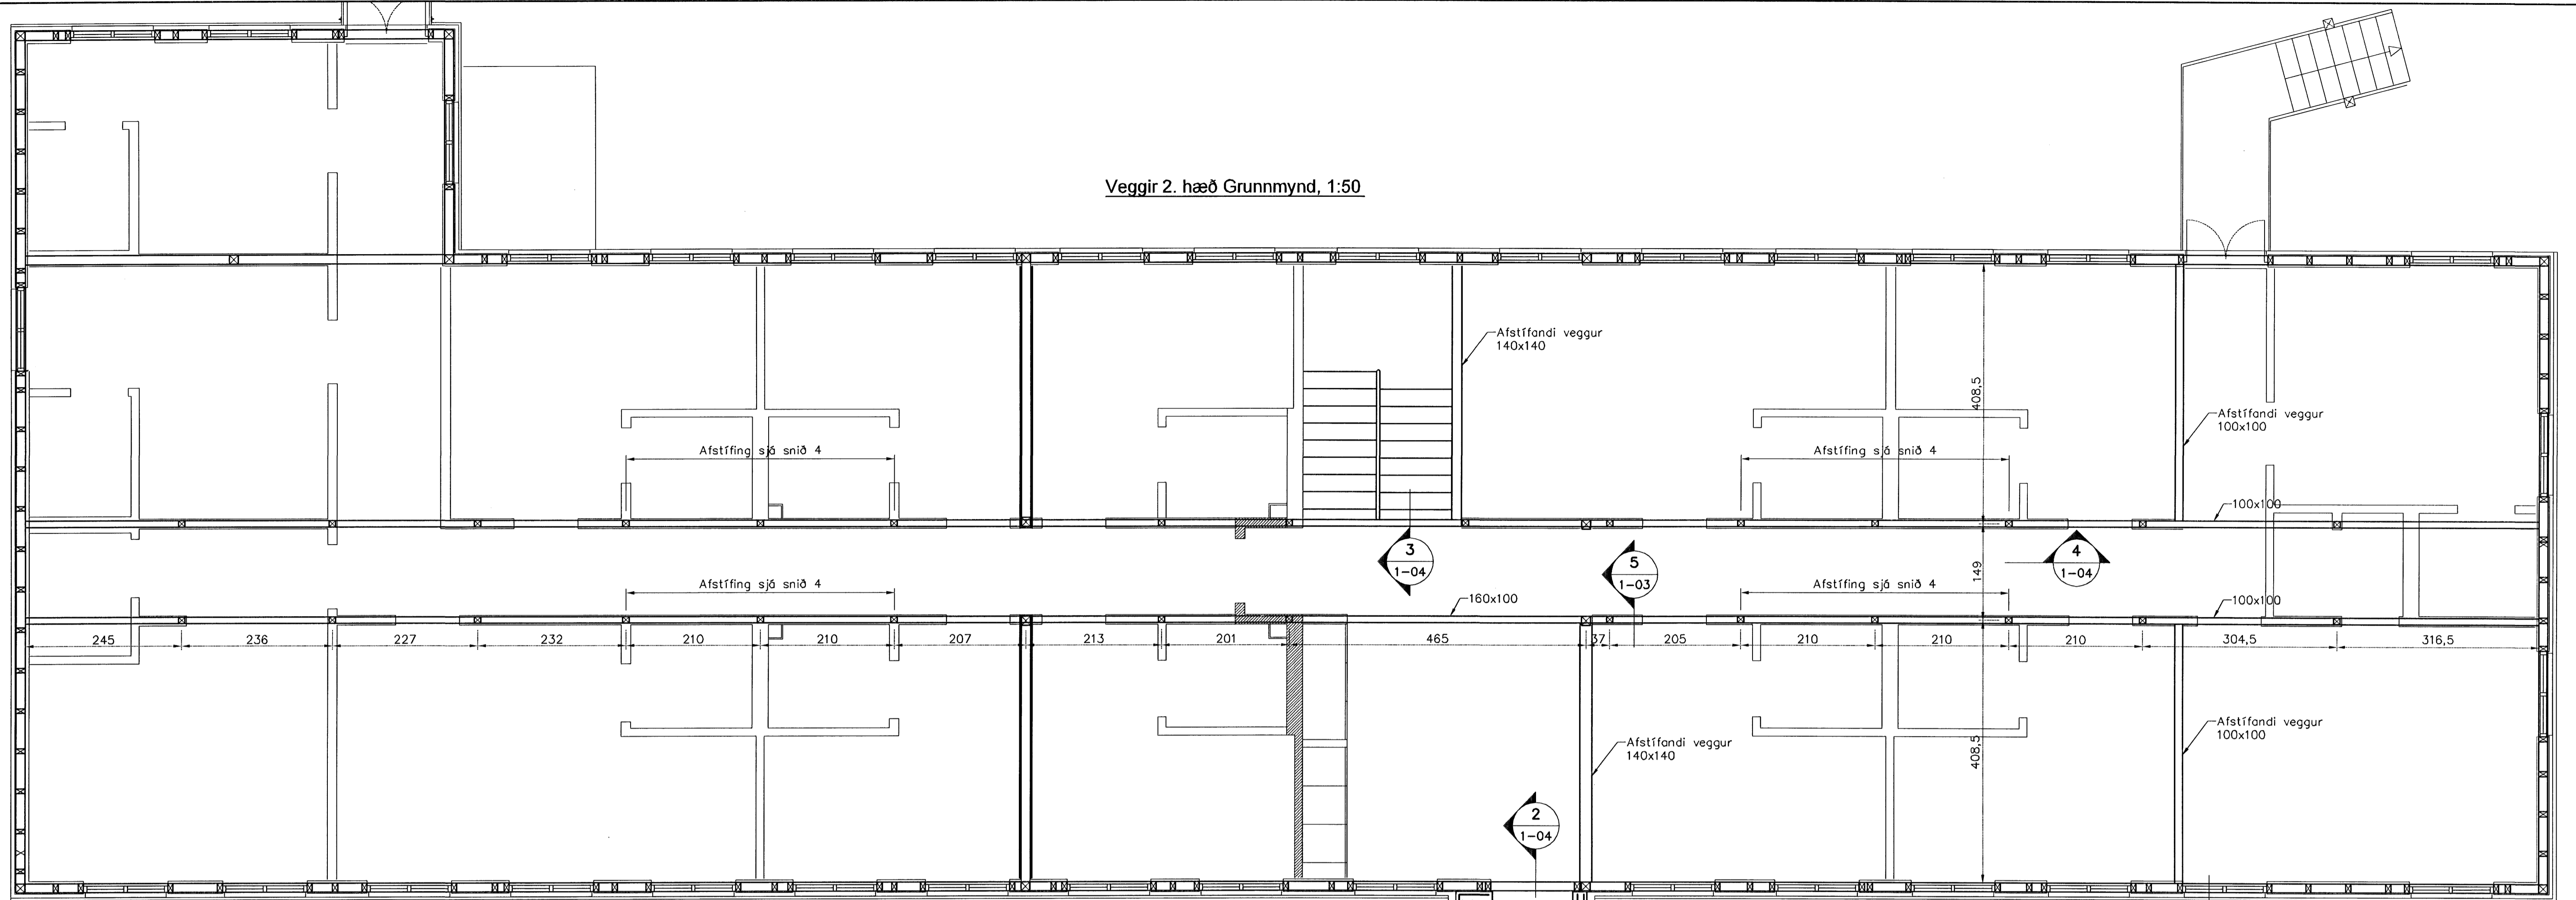 Veggir 2. hæð Grunnmynd, 1:50
Afstífandi veggur
140x140
408,5
Afstífandi veggur
100x100
Afstífing sjá snið 4
Afstífing sjá snið 4
100x100
3
1-04
5
1-03
4
1-04
149
Afstífing sjá snið 4
Afstífing sjá snið 4
160x100
100x100
245 236 227 232 210 210 207 213 201 465 37 205 210 210 210 304,5 316,5
Afstífandi veggur
140x140
408,5
Afstífandi veggur
100x100
2
1-04